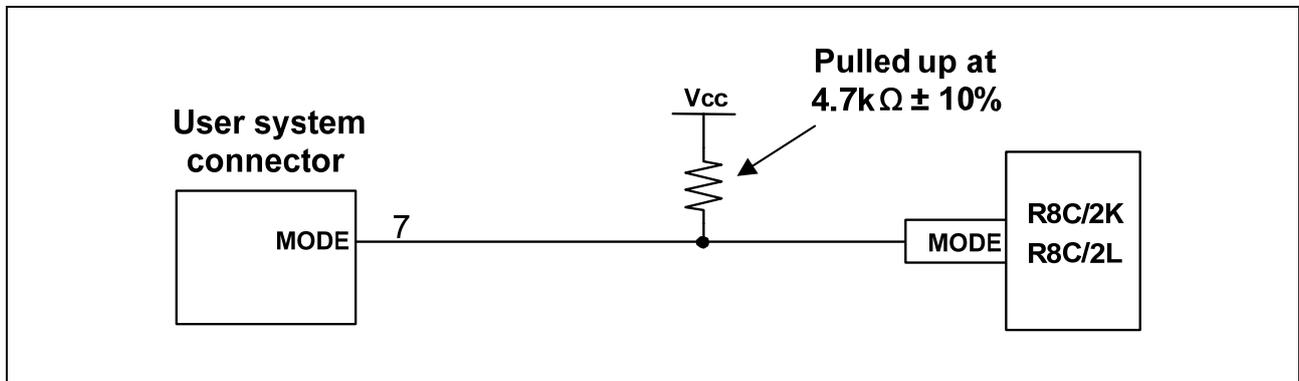 Pulled up at
4.7kΩ ± 10%
Vcc
User system
connector
MODE
7
MODE
R8C/2K
R8C/2L